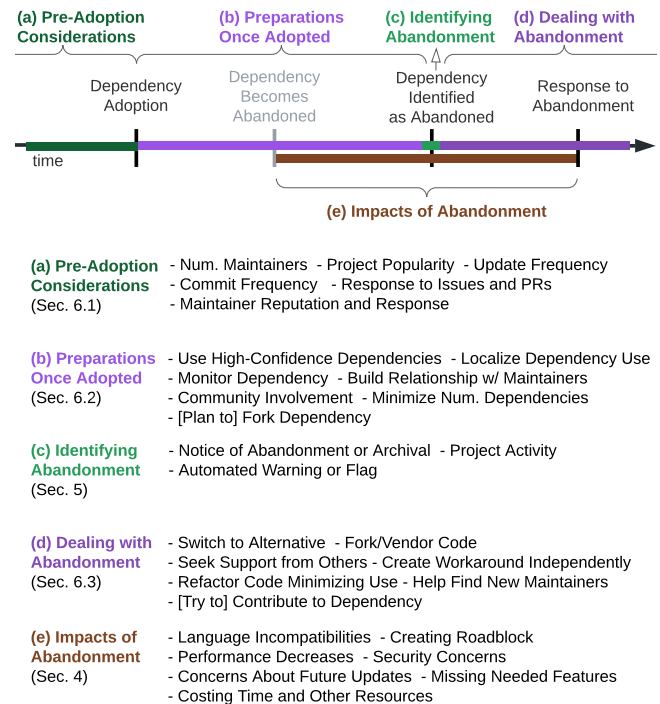 (a) Pre-Adoption
Considerations
(b) Preparations
Once Adopted
(c) Identifying
Abandonment
(d) Dealing with
Abandonment
Dependency
Adoption
Dependency
Becomes
Abandoned
Dependency
Identified
as Abandoned
Response to
Abandonment
time
(e) Impacts of Abandonment
(a) Pre-Adoption
Considerations
(Sec. 6.1)
- Num. Maintainers - Project Popularity - Update Frequency
- Commit Frequency - Response to Issues and PRs
- Maintainer Reputation and Response
(b) Preparations
Once Adopted
(Sec. 6.2)
- Use High-Confidence Dependencies - Localize Dependency Use
- Monitor Dependency - Build Relationship w/ Maintainers
- Community Involvement - Minimize Num. Dependencies
- [Plan to] Fork Dependency
(c) Identifying
Abandonment
(Sec. 5)
- Notice of Abandonment or Archival - Project Activity
- Automated Warning or Flag
(d) Dealing with
Abandonment
(Sec. 6.3)
- Switch to Alternative - Fork/Vendor Code
- Seek Support from Others - Create Workaround Independently
- Refactor Code Minimizing Use - Help Find New Maintainers
- [Try to] Contribute to Dependency
(e) Impacts of
Abandonment
(Sec. 4)
- Language Incompatibilities - Creating Roadblock
- Performance Decreases - Security Concerns
- Concerns About Future Updates - Missing Needed Features
- Costing Time and Other Resources